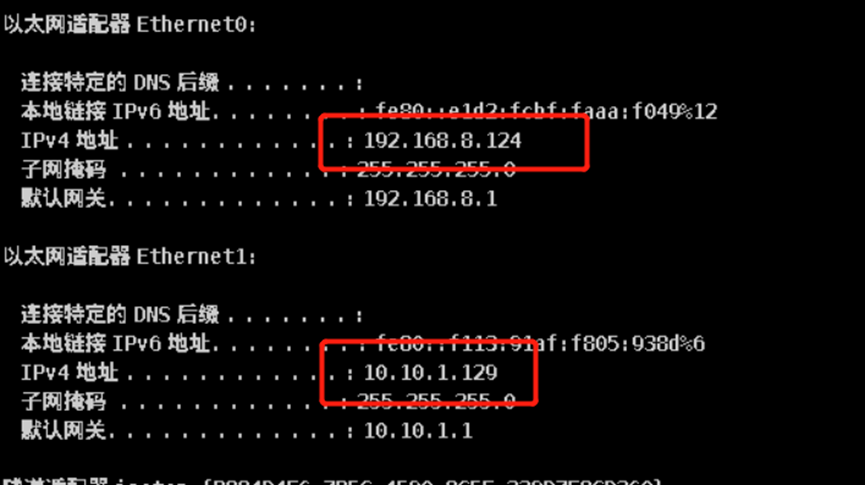 以太网适配器 Ethernet0:
连接特定的 DNS 后缀 . . . . . . . :
本地链接 IPv6 地址. . . . . . . . : fe80::e1d2:fcbf:faaa:f049%12
IPv4 地址 . . . . . . . . . . . . : 192.168.8.124
子网掩码 . . . . . . . . . . . . : 255.255.255.0
默认网关. . . . . . . . . . . . . : 192.168.8.1
以太网适配器 Ethernet1:
连接特定的 DNS 后缀 . . . . . . . :
本地链接 IPv6 地址. . . . . . . . : fe80::f113:91af:f805:938d%6
IPv4 地址 . . . . . . . . . . . . : 10.10.1.129
子网掩码 . . . . . . . . . . . . : 255.255.255.0
默认网关. . . . . . . . . . . . . : 10.10.1.1
隧道适配器